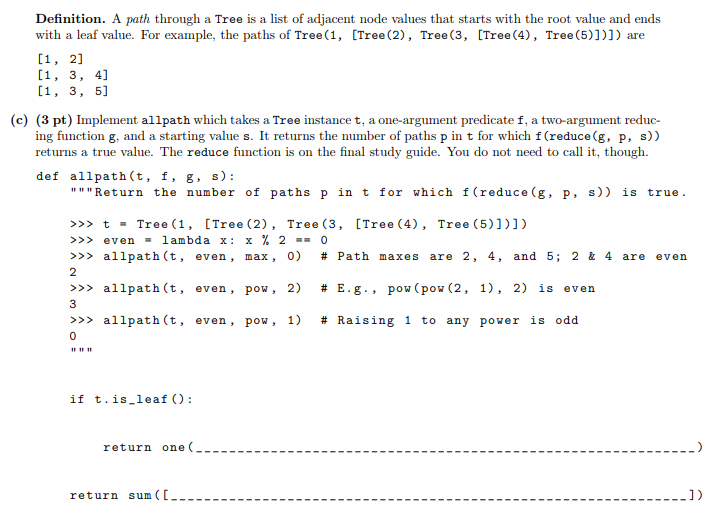 Definition. A path through a Tree is a list of adjacent node values that starts with the root value and ends
with a leaf value. For example, the paths of Tree(1, [Tree(2), Tree(3, [Tree(4), Tree(5)])]) are
[1, 2]
[1, 3, 4]
[1, 3, 5]
(c) (3 pt) Implement allpath which takes a Tree instance t, a one-argument predicate f, a two-argument reduc-
ing function g, and a starting value s. It returns the number of paths p in t for which f(reduce(g, p, s))
returns a true value. The reduce function is on the final study guide. You do not need to call it, though.
def allpath(t, f, g, s):
"""Return the number of paths p in t for which f(reduce(g, p, s)) is true.
>>> t = Tree(1, [Tree(2), Tree(3, [Tree(4), Tree(5)])])
>>> even = lambda x: x % 2 == 0
>>> allpath(t, even, max, 0) # Path maxes are 2, 4, and 5; 2 & 4 are even
2
>>> allpath(t, even, pow, 2) # E.g., pow(pow(2, 1), 2) is even
3
>>> allpath(t, even, pow, 1) # Raising 1 to any power is odd
0
"""
if t.is_leaf():
return one(______________________________________________________________)
return sum([_________________________________________________________________])